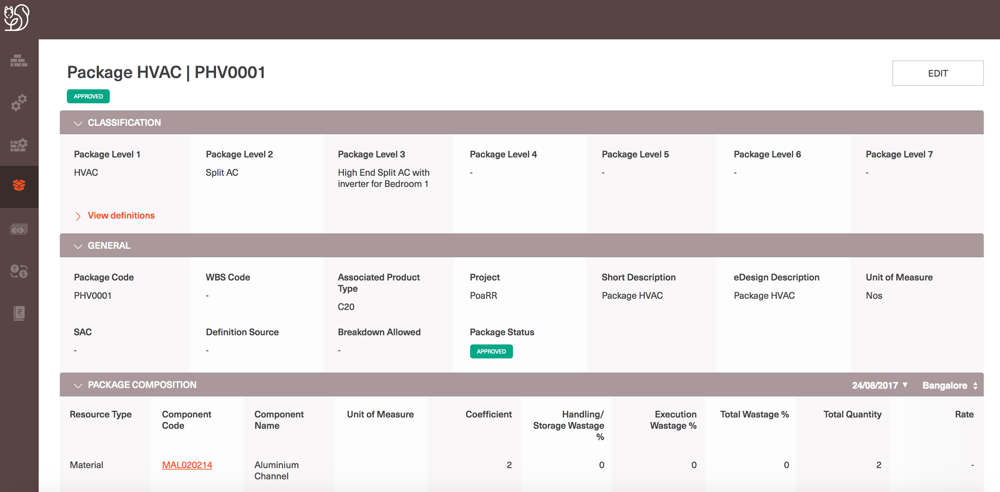 Package HVAC | PHV0001
EDIT
APPROVED
CLASSIFICATION
Package Level 1
Package Level 2
Package Level 3
Package Level 4
Package Level 5
Package Level 6
Package Level 7
HVAC
Split AC
High End Split AC with
inverter for Bedroom 1
-
-
-
-
View definitions
GENERAL
Package Code
PHV0001
WBS Code
-
Associated Product
Type
C20
Project
PoaRR
Short Description
Package HVAC
eDesign Description
Package HVAC
Unit of Measure
Nos
SAC
-
Definition Source
-
Breakdown Allowed
-
Package Status
APPROVED
PACKAGE COMPOSITION
24/08/2017
Bangalore
Resource Type
Component
Code
Component
Name
Unit of Measure
Coefficient
Handling/
Storage Wastage
%
Execution
Wastage %
Total Wastage %
Total Quantity
Rate
Material
MAL020214
Aluminium
Channel
2
0
0
0
2
-